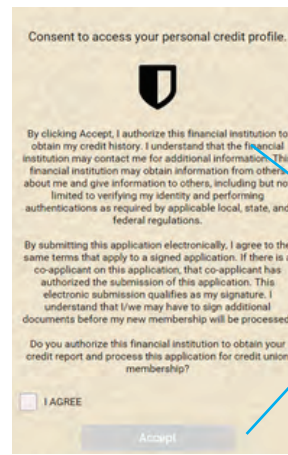 Consent to access your personal credit profile.
By clicking Accept, I authorize this financial institution to
obtain my credit history. I understand that the financial
institution may contact me for additional information. This
financial institution may obtain information from others
about me and give information to others, including but no
limited to verifying my identity and performing
authentications as required by applicable local, state, and
federal regulations.
By submitting this application electronically, I agree to the
same terms that apply to a signed application. If there is a
co-applicant on this application, that co-applicant has
authorized the submission of this application. This
electronic submission qualifies as my signature. I
understand that I/we may have to sign additional
documents before my new membership will be processed
Do you authorize this financial institution to obtain your
credit report and process this application for credit union
membership?
I AGREE
Accept